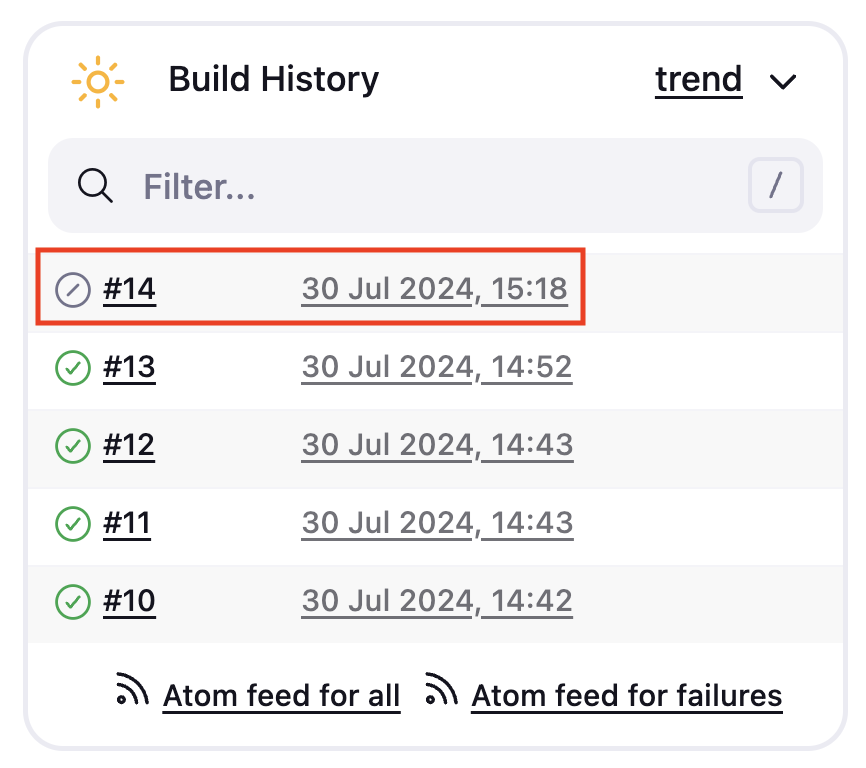 Build History trend
Filter... /
#14 30 Jul 2024, 15:18
#13 30 Jul 2024, 14:52
#12 30 Jul 2024, 14:43
#11 30 Jul 2024, 14:43
#10 30 Jul 2024, 14:42
Atom feed for all Atom feed for failures